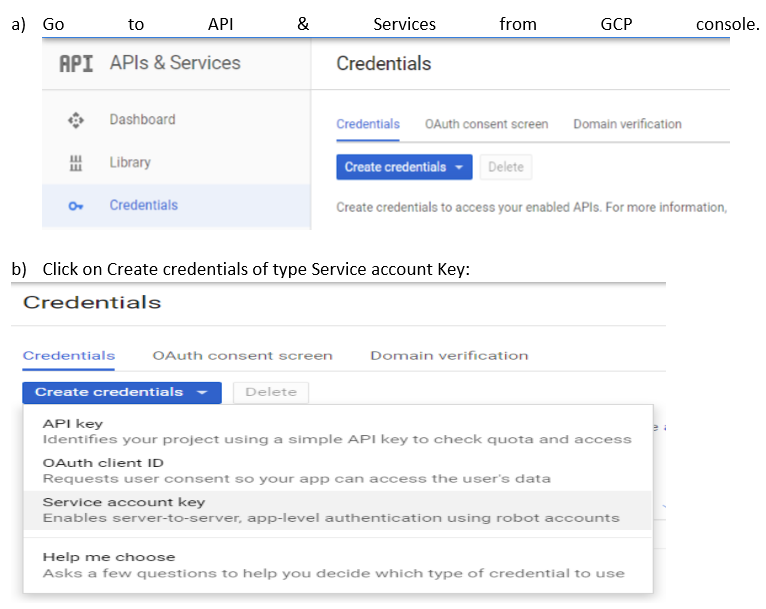 a) Go to API & Services from GCP console.
API APIs & Services
Credentials
Dashboard
Library
Credentials
Credentials OAuth consent screen Domain verification
Create credentials Delete
Create credentials to access your enabled APIs. For more information,
b) Click on Create credentials of type Service account Key:
Credentials
Credentials OAuth consent screen Domain verification
Create credentials Delete
API key
Identifies your project using a simple API key to check quota and access
OAuth client ID
Requests user consent so your app can access the user's data
Service account key
Enables server-to-server, app-level authentication using robot accounts
Help me choose
Asks a few questions to help you decide which type of credential to use